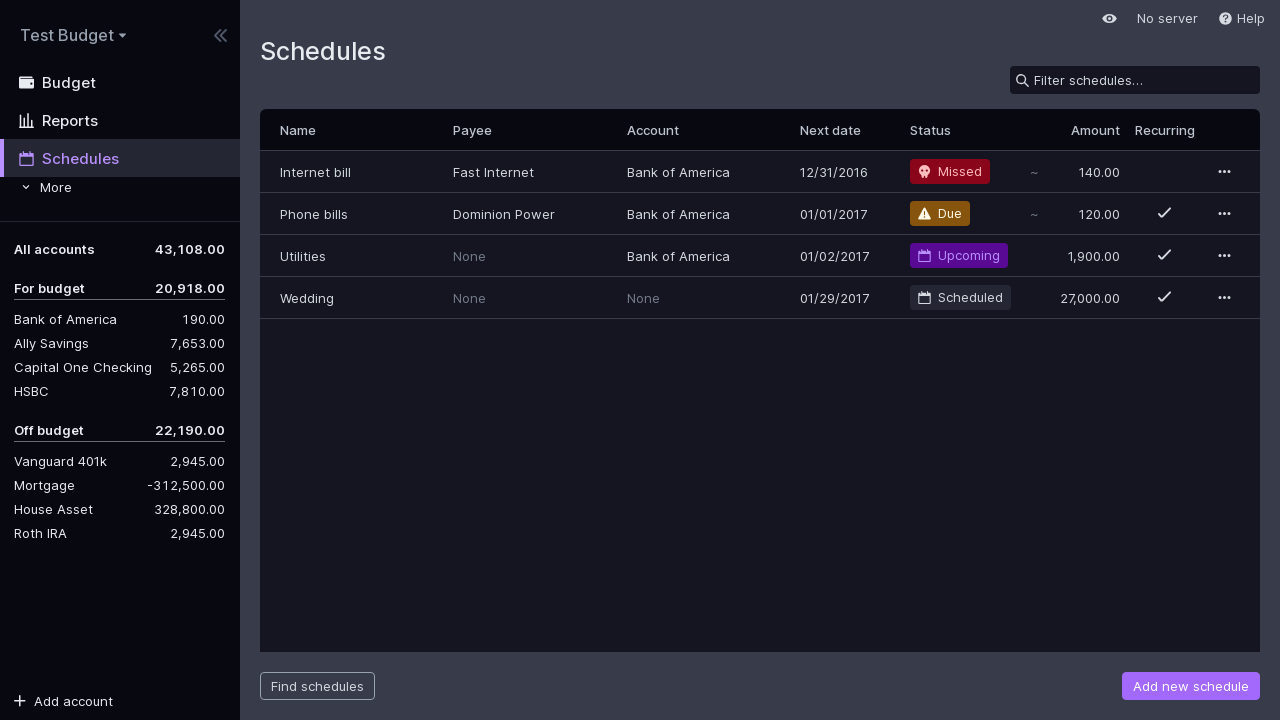 Test Budget
Budget
Reports
Schedules
More
All accounts 43,108.00
For budget 20,918.00
Bank of America 190.00
Ally Savings 7,653.00
Capital One Checking 5,265.00
HSBC 7,810.00
Off budget 22,190.00
Vanguard 401k 2,945.00
Mortgage -312,500.00
House Asset 328,800.00
Roth IRA 2,945.00
Add account
No server Help
Schedules
Filter schedules…
Name Payee Account Next date Status Amount Recurring
Internet bill Fast Internet Bank of America 12/31/2016 Missed ~ 140.00
Phone bills Dominion Power Bank of America 01/01/2017 Due ~ 120.00
Utilities None Bank of America 01/02/2017 Upcoming 1,900.00
Wedding None None 01/29/2017 Scheduled 27,000.00
Find schedules Add new schedule